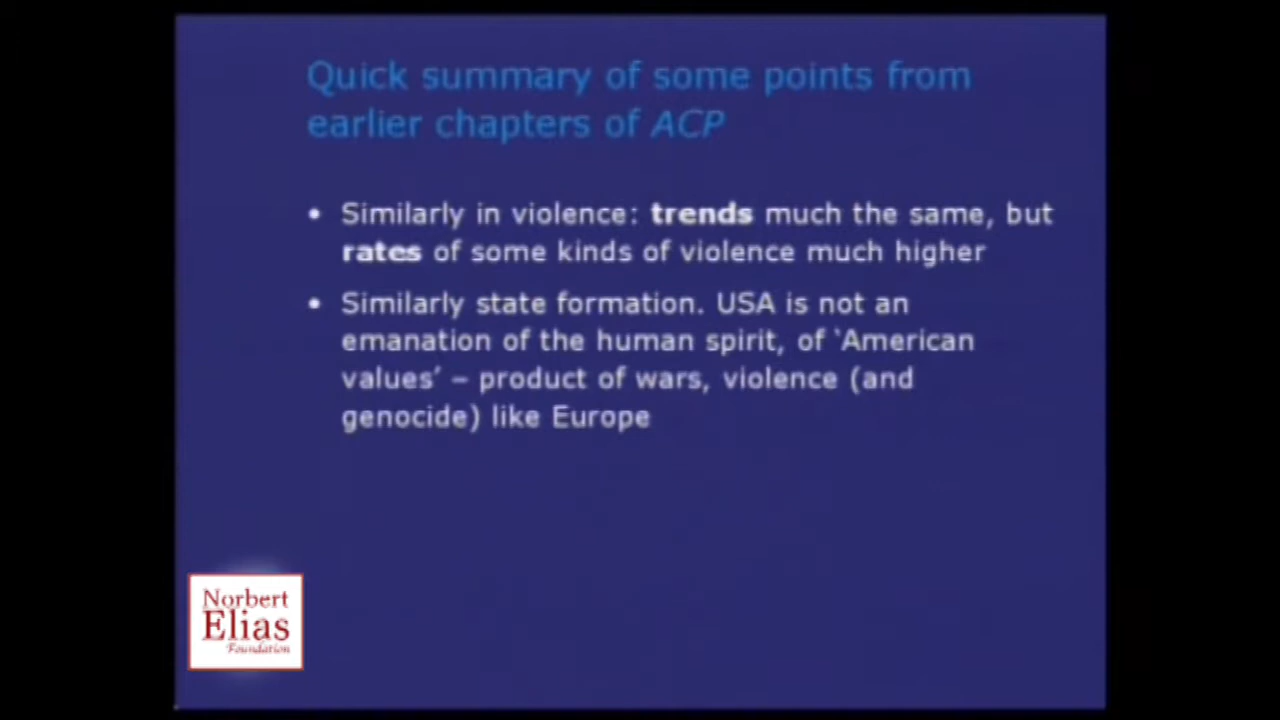 Quick summary of some points from
earlier chapters of ACP
• Similarly in violence: trends much the same, but
rates of some kinds of violence much higher
• Similarly state formation. USA is not an
emanation of the human spirit, of ‘American
values’ – product of wars, violence (and
genocide) like Europe
Norbert
Elias
Foundation